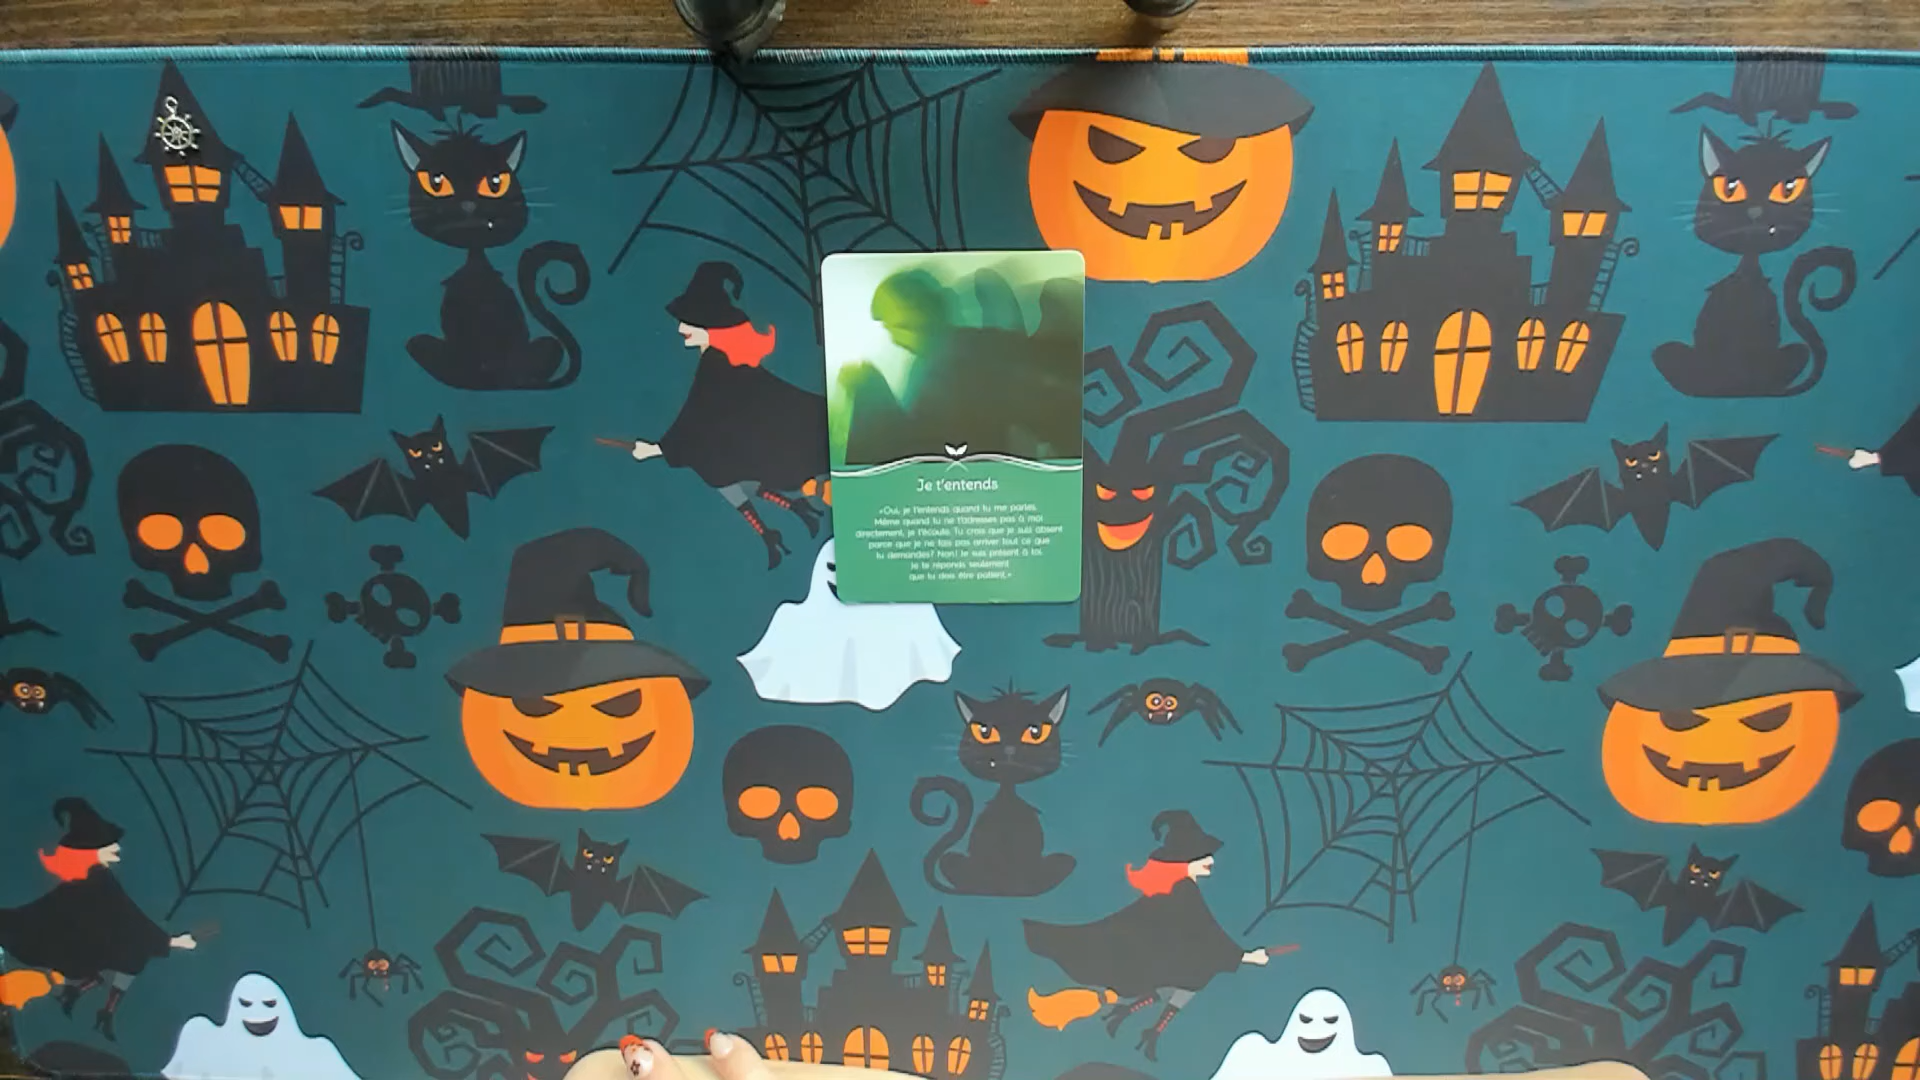 Je t'entends
«Oui, je t'entends quand tu me parles.
Même quand tu ne t'adresses pas à moi
directement, je t'écoute. Tu crois que je suis absent
parce que je ne fais pas arriver tout ce que
tu demandes? Non! Je suis présent à toi.
Je te réponds seulement
que tu dois être patient.»